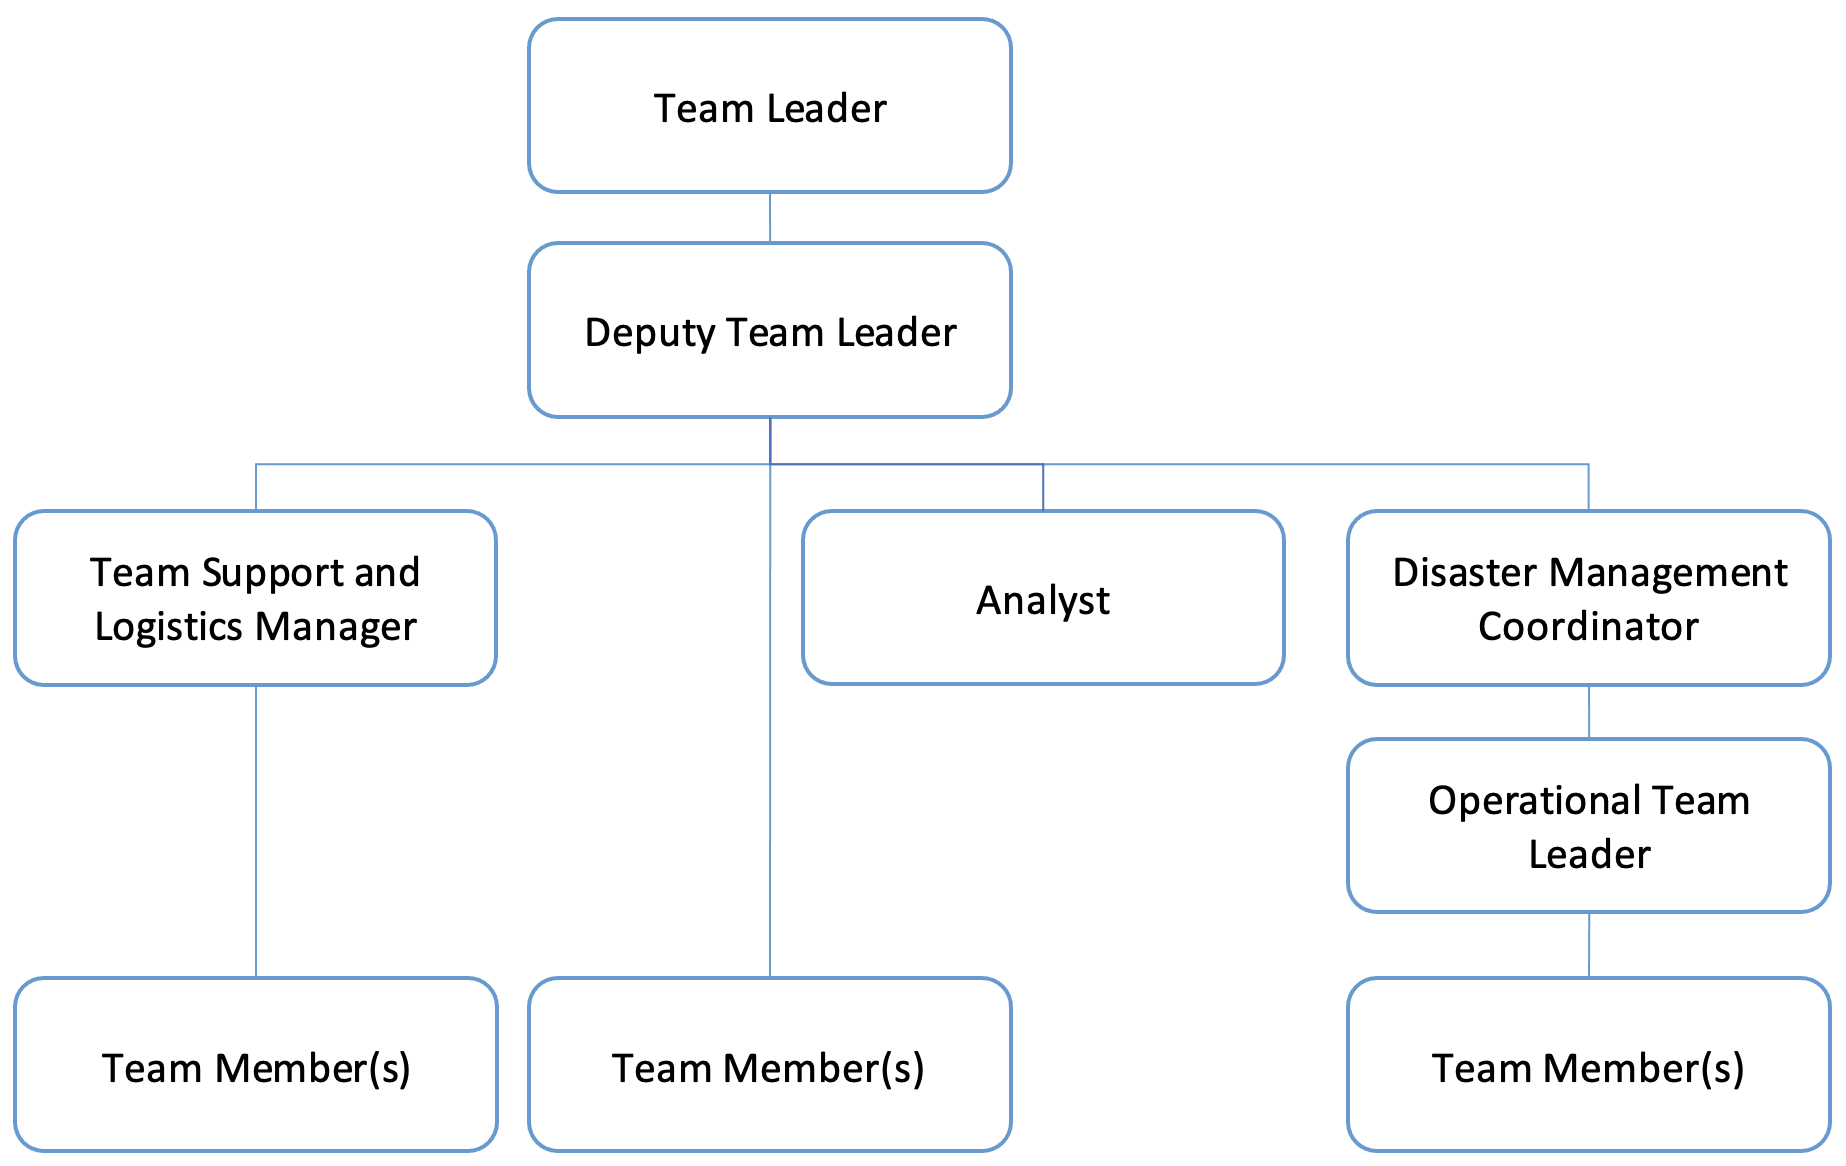 Team Leader
Deputy Team Leader
Team Support and
Logistics Manager
Analyst
Disaster Management
Coordinator
Operational Team
Leader
Team Member(s)
Team Member(s)
Team Member(s)